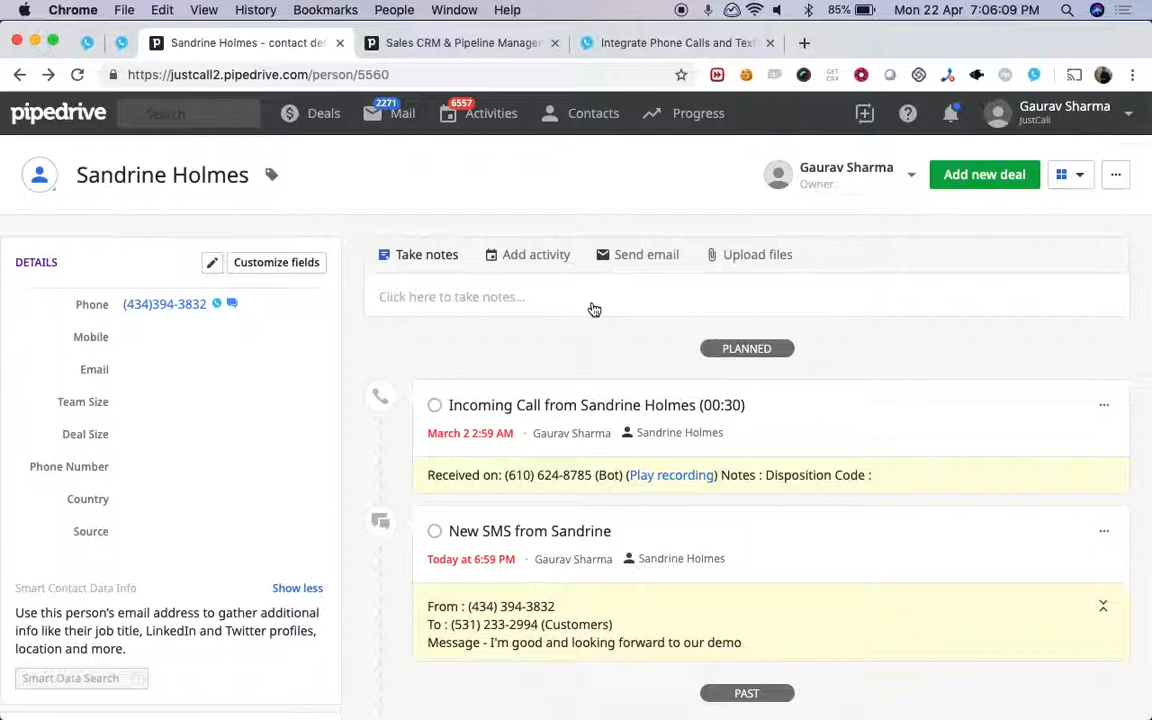 Chrome File Edit View History Bookmarks People Window Help 85% Mon 22 Apr 7:06:09 PM
Sandrine Holmes - contact det Sales CRM & Pipeline Manager Integrate Phone Calls and Text
https://justcall2.pipedrive.com/person/5560
GET CRX
pipedrive Search Deals 2271 Mail 6557 Activities Contacts Progress Gaurav Sharma
JustCall
Sandrine Holmes Gaurav Sharma Add new deal
Owner
DETAILS Customize fields
Take notes Add activity Send email Upload files
Click here to take notes...
Phone (434)394-3832
Mobile
Email
Team Size
Deal Size
Phone Number
Country
Source
Smart Contact Data Info Show less
Use this person's email address to gather additional
info like their job title, LinkedIn and Twitter profiles,
location and more.
Smart Data Search
PLANNED
Incoming Call from Sandrine Holmes (00:30)
March 2 2:59 AM · Gaurav Sharma Sandrine Holmes
Received on: (610) 624-8785 (Bot) (Play recording) Notes : Disposition Code :
New SMS from Sandrine
Today at 6:59 PM · Gaurav Sharma Sandrine Holmes
From : (434) 394-3832
To : (531) 233-2994 (Customers)
Message - I'm good and looking forward to our demo
PAST